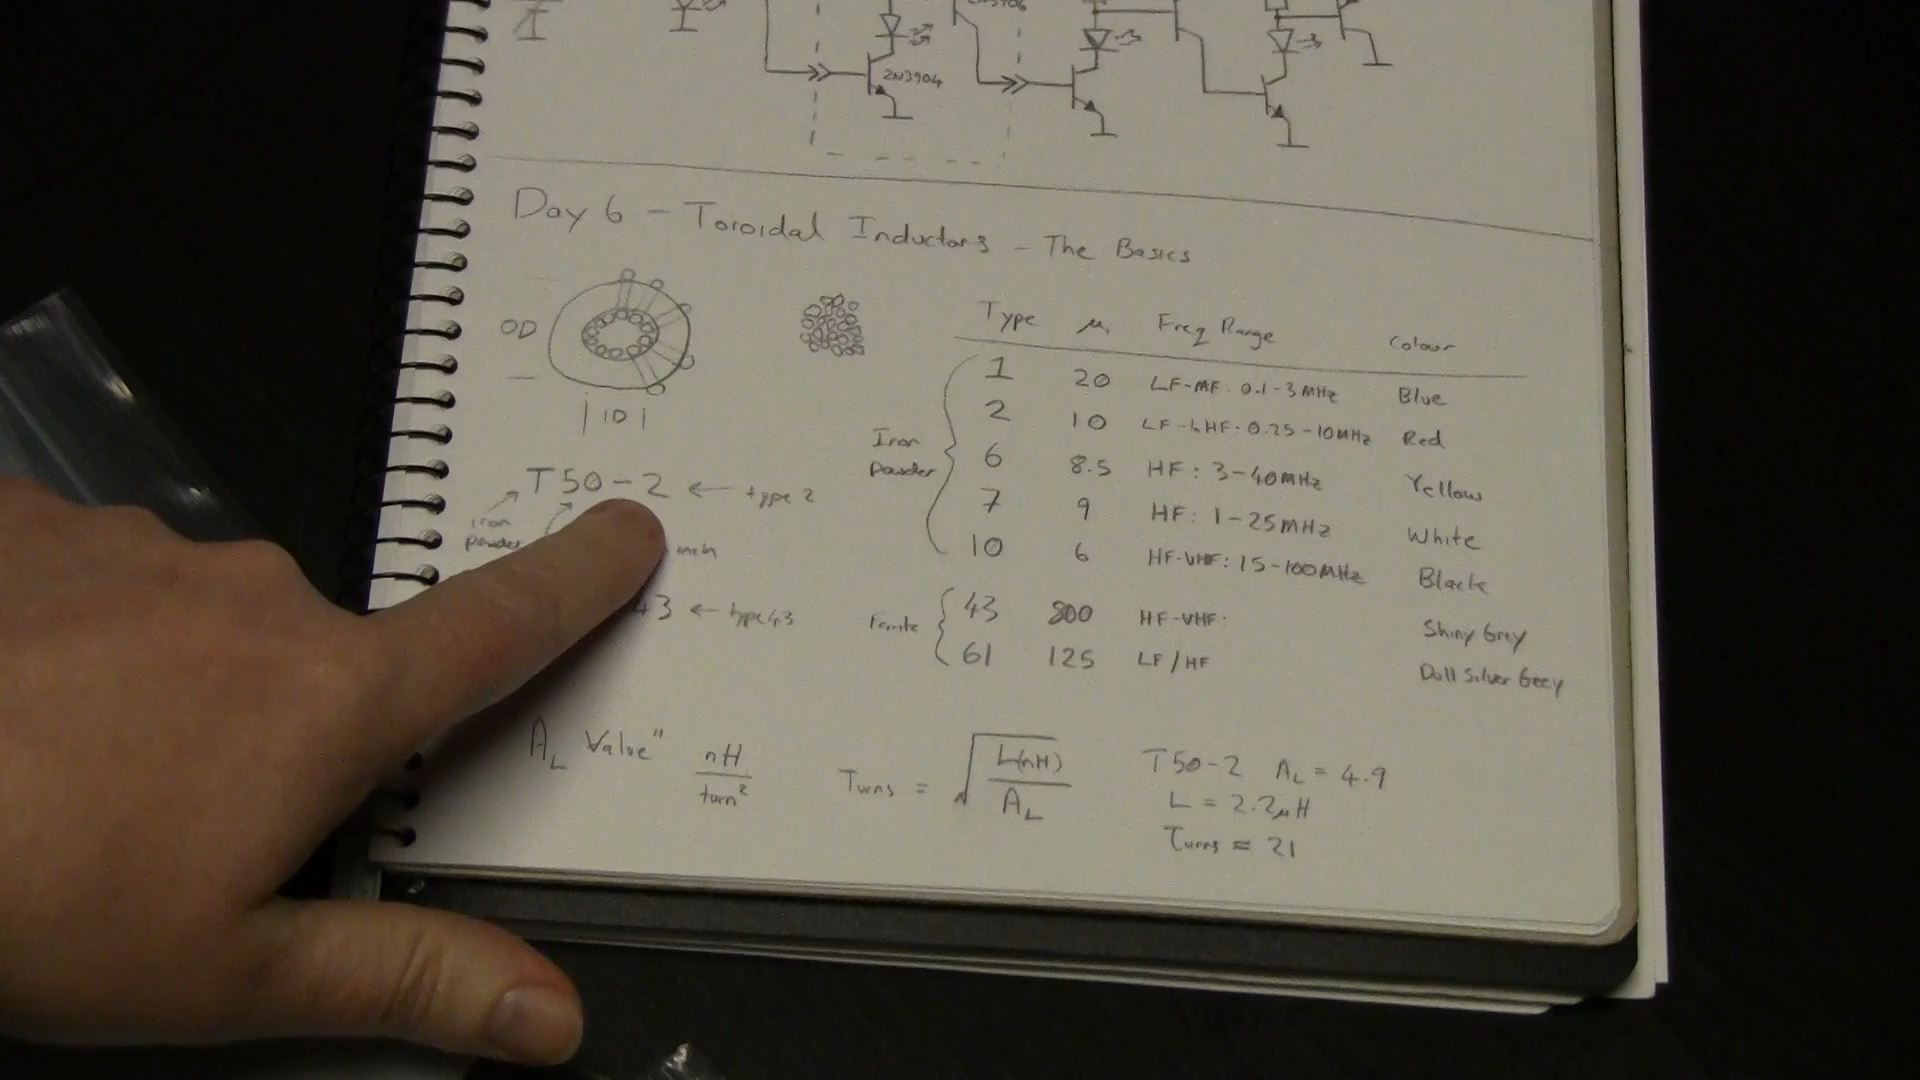 2N3904
Day 6 - Toroidal Inductors - The Basics
OD
ID
T50-2 ← type 2
iron
powder
inch
43 ← type 43
Type μi Freq Range Colour
Iron
powder
1 20 LF-MF: 0.1-3MHz Blue
2 10 LF-LHF: 0.25-10MHz Red
6 8.5 HF: 3-40MHz Yellow
7 9 HF: 1-25MHz White
10 6 HF-VHF: 15-100MHz Black
Ferrite
43 800 HF-VHF: Shiny Grey
61 125 LF/HF Dull Silver Grey
AL Value"
nH
turn²
Turns = √
L(nH)
AL
T50-2 AL = 4.9
L = 2.2μH
Turns ≈ 21